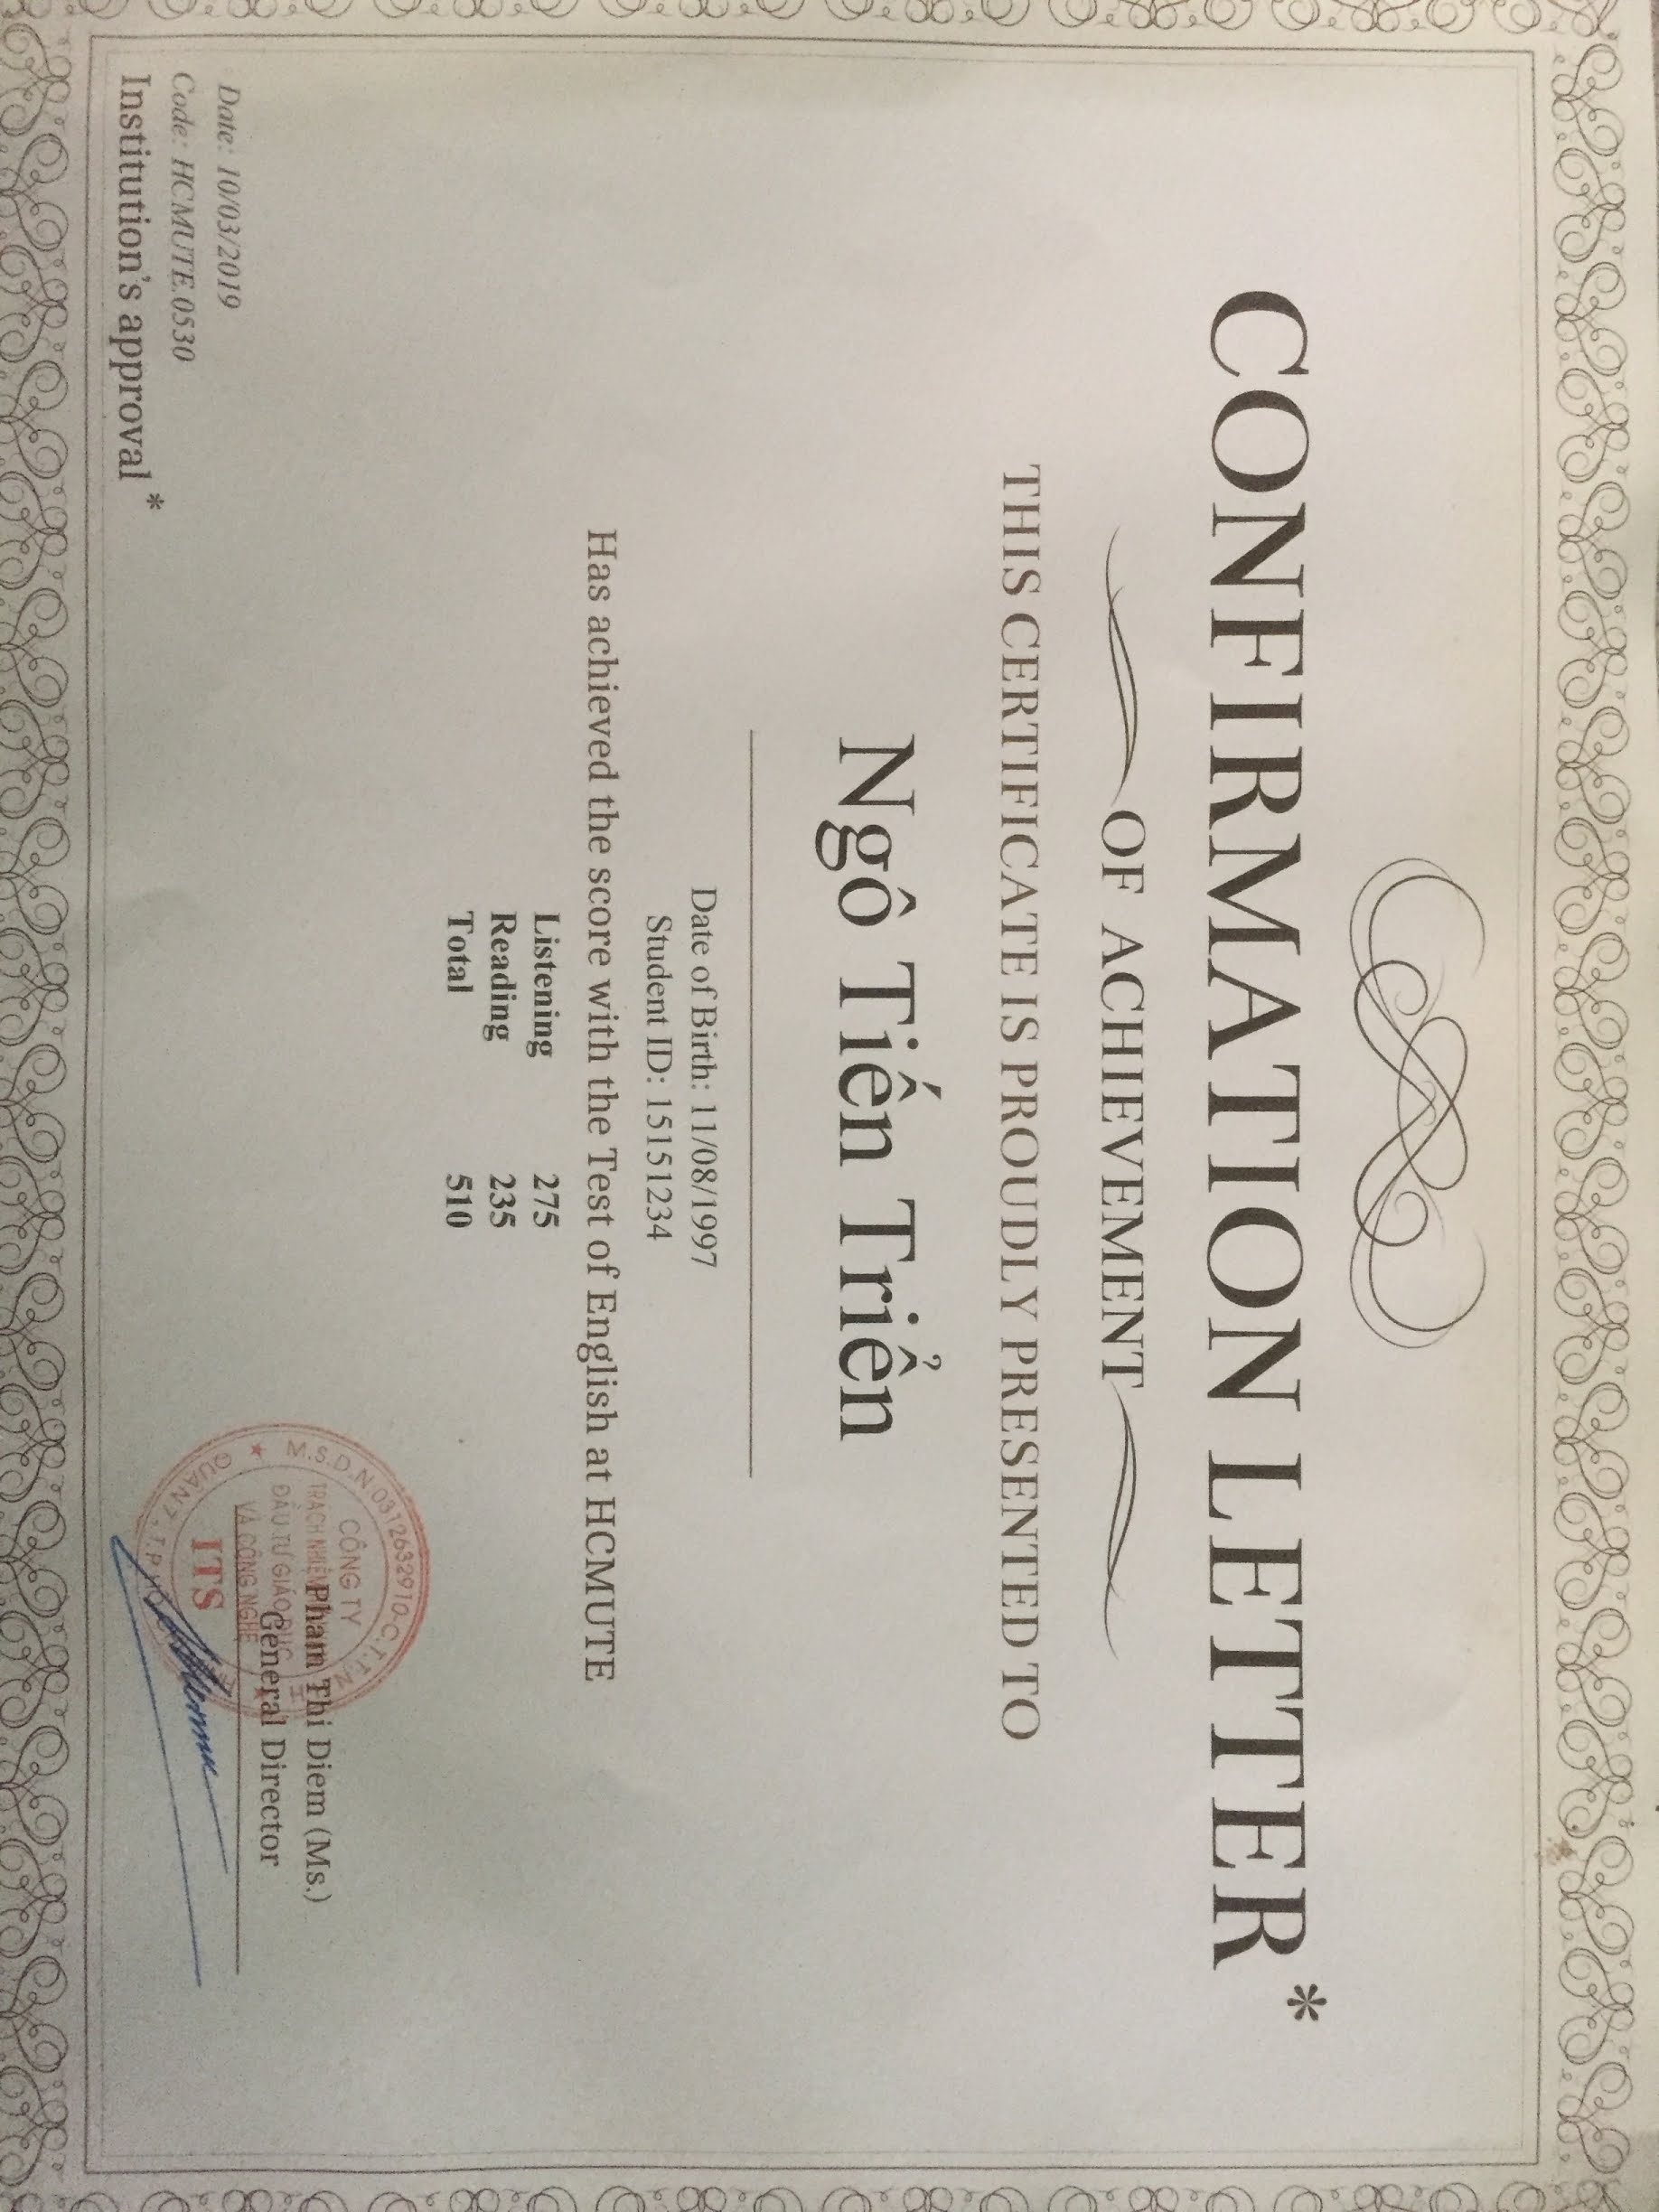 CONFIRMATION LETTER*
OF ACHIEVEMENT
THIS CERTIFICATE IS PROUDLY PRESENTED TO
Ngô Tiến Triển
Date of Birth: 11/08/1997
Student ID: 15151234
Has achieved the score with the Test of English at HCMUTE
Listening 275
Reading 235
Total 510
Date: 10/03/2019
Code: HCMUTE.0530
Institution's approval*
Pham Thi Diem (Ms.)
General Director
M.S.D.N:0312632910-C.T.T.N
CÔNG TY
TRÁCH NHIỆM
ĐẦU TƯ GIÁO DỤC
VÀ CÔNG NGHỆ
ITS
QUẬN 7 - T.P